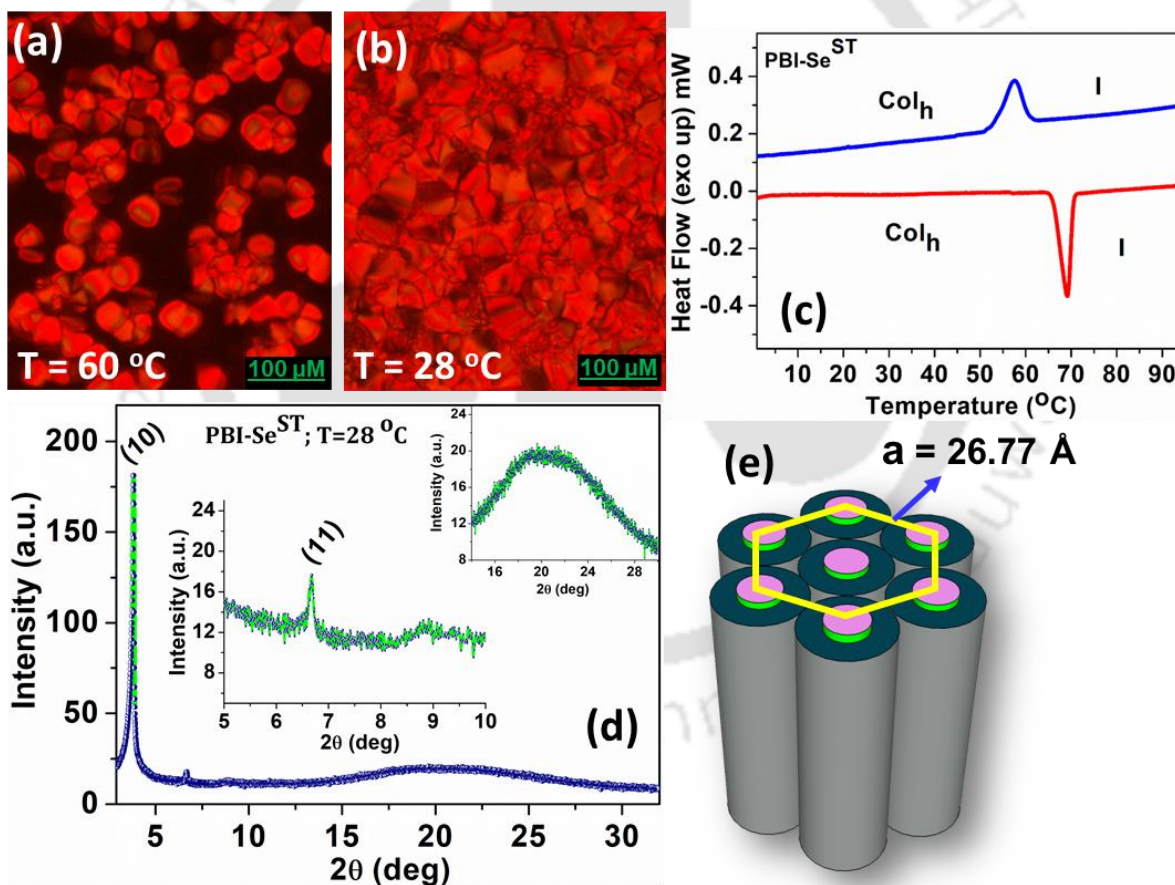 (a)
T = 60 °C
100 μM
(b)
T = 28 °C
100 μM
PBI-Se^ST
Col_h
I
Col_h
I
0.4
0.2
0.0
-0.2
-0.4
Heat Flow (exo up) mW
10 20 30 40 50 60 70 80 90
Temperature (°C)
(c)
(10)
PBI-Se^ST; T=28 °C
200
150
100
50
0
Intensity (a.u.)
5 10 15 20 25 30
2θ (deg)
(d)
24
20
16
12
8
Intensity (a.u.)
5 6 7 8 9 10
2θ (deg)
(11)
24
20
16
12
8
Intensity (a.u.)
16 20 24 28
2θ (deg)
(e)
a = 26.77 Å